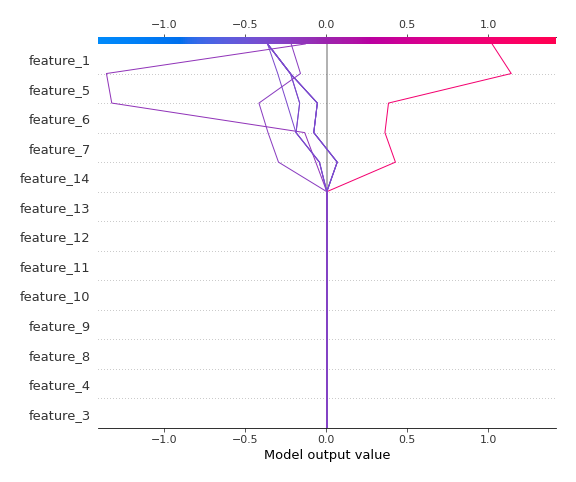 −1.0 −0.5 0.0 0.5 1.0
feature_1
feature_5
feature_6
feature_7
feature_14
feature_13
feature_12
feature_11
feature_10
feature_9
feature_8
feature_4
feature_3
−1.0 −0.5 0.0 0.5 1.0
Model output value